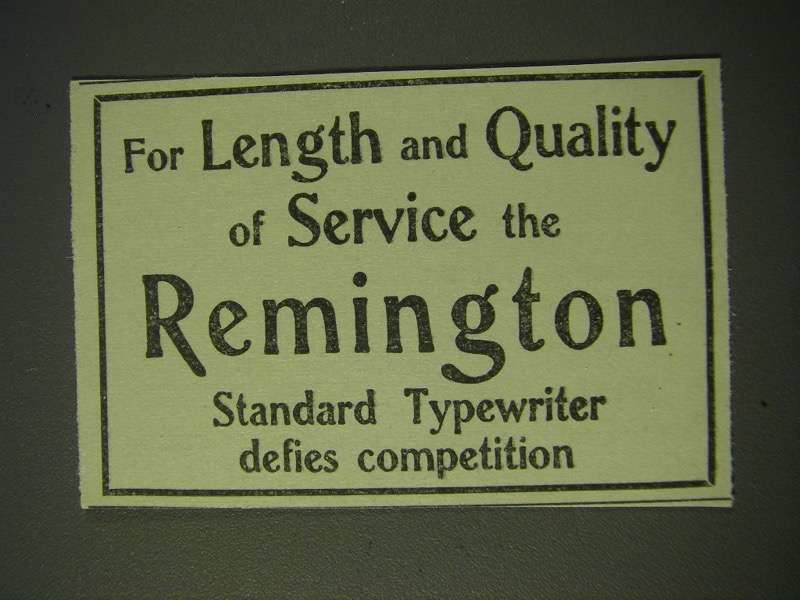 For Length and Quality
of Service the
Remington
Standard Typewriter
defies competition